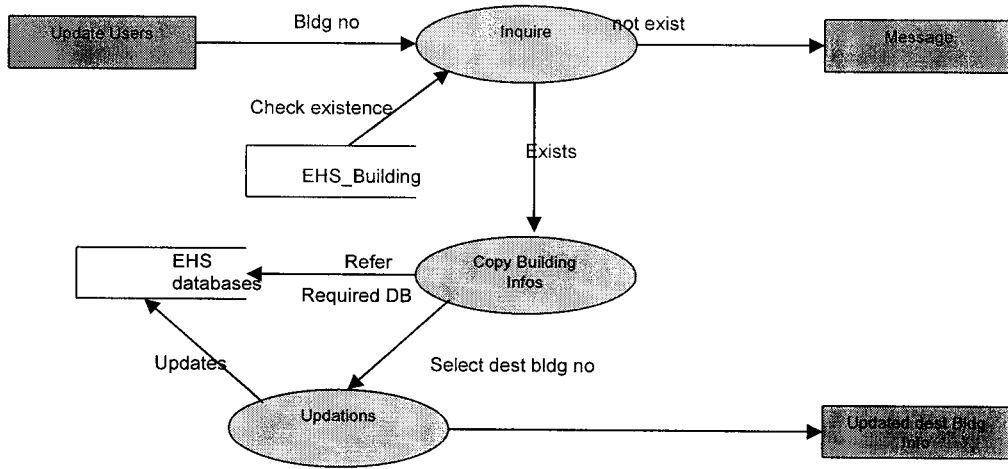 Update Users
Bldg no
Inquire
not exist
Message
Check existence
EHS_Building
Exists
EHS
databases
Refer
Required DB
Copy Building
Infos
Updates
Select dest bldg no
Updations
Updated dest Bldg
Info